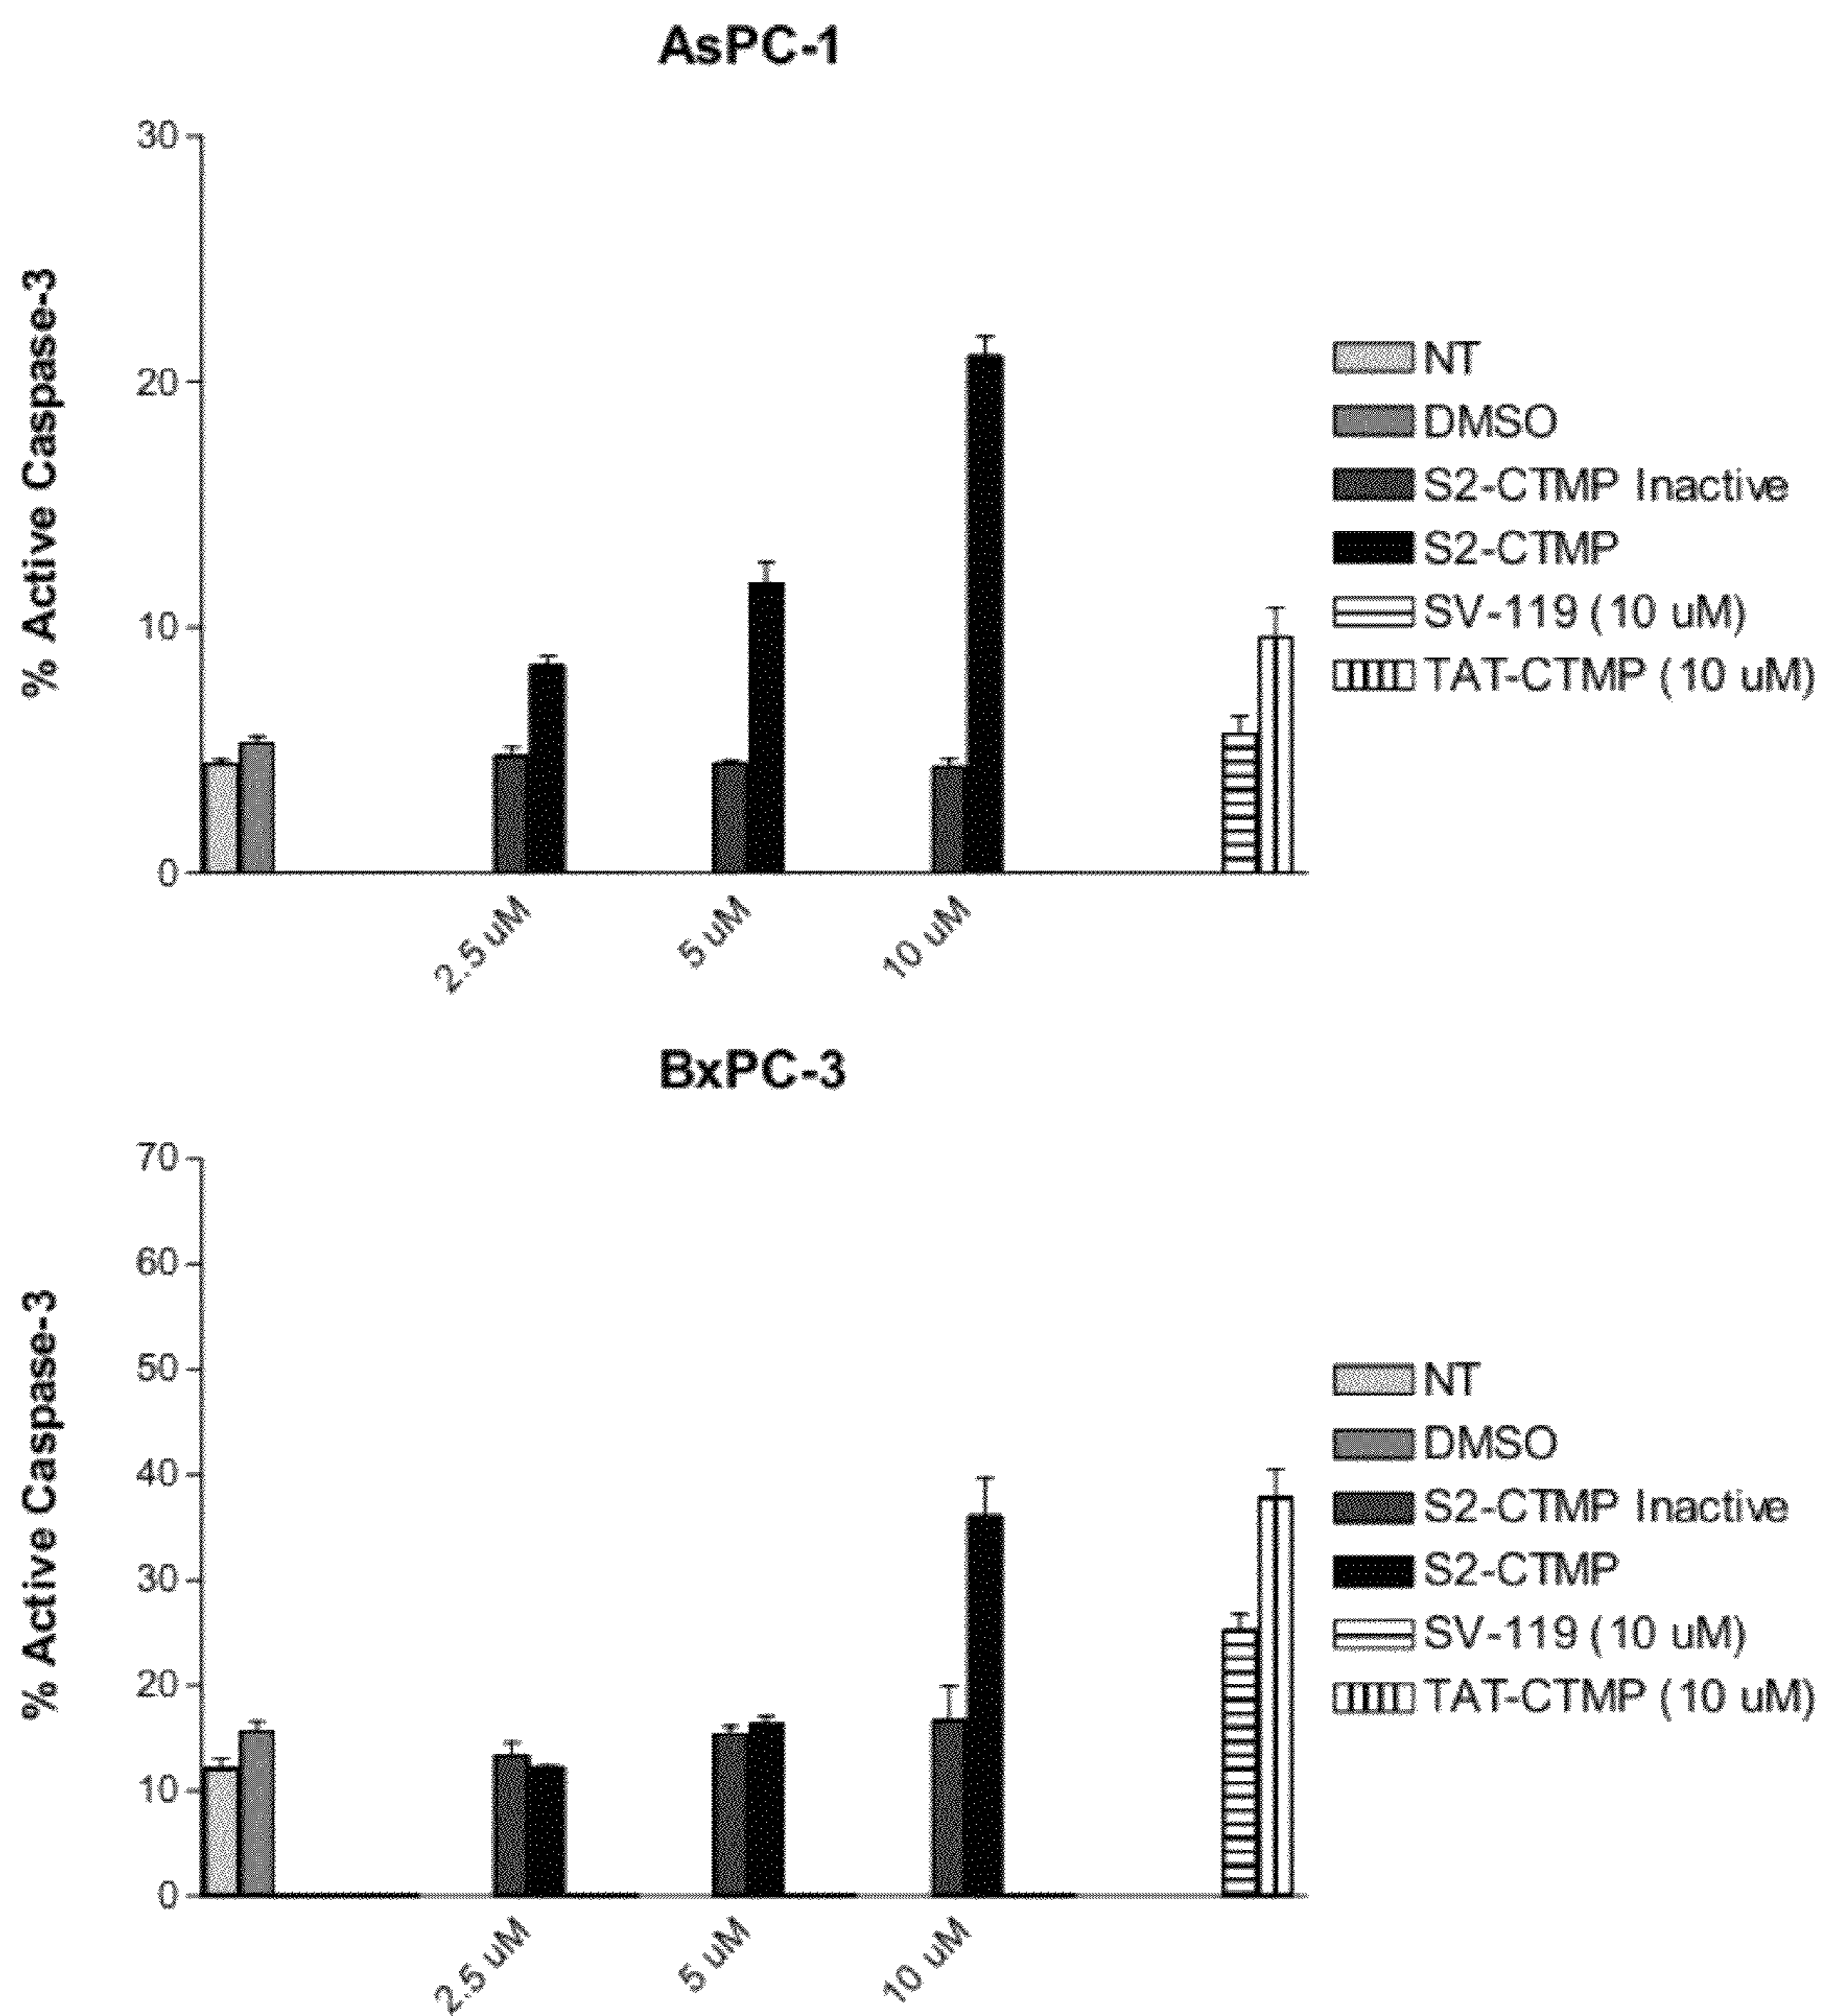 AsPC-1
% Active Caspase-3
30
20
10
0
2.5 uM
5 uM
10 uM
NT
DMSO
S2-CTMP Inactive
S2-CTMP
SV-119 (10 uM)
TAT-CTMP (10 uM)
BxPC-3
% Active Caspase-3
70
60
50
40
30
20
10
0
2.5 uM
5 uM
10 uM
NT
DMSO
S2-CTMP Inactive
S2-CTMP
SV-119 (10 uM)
TAT-CTMP (10 uM)